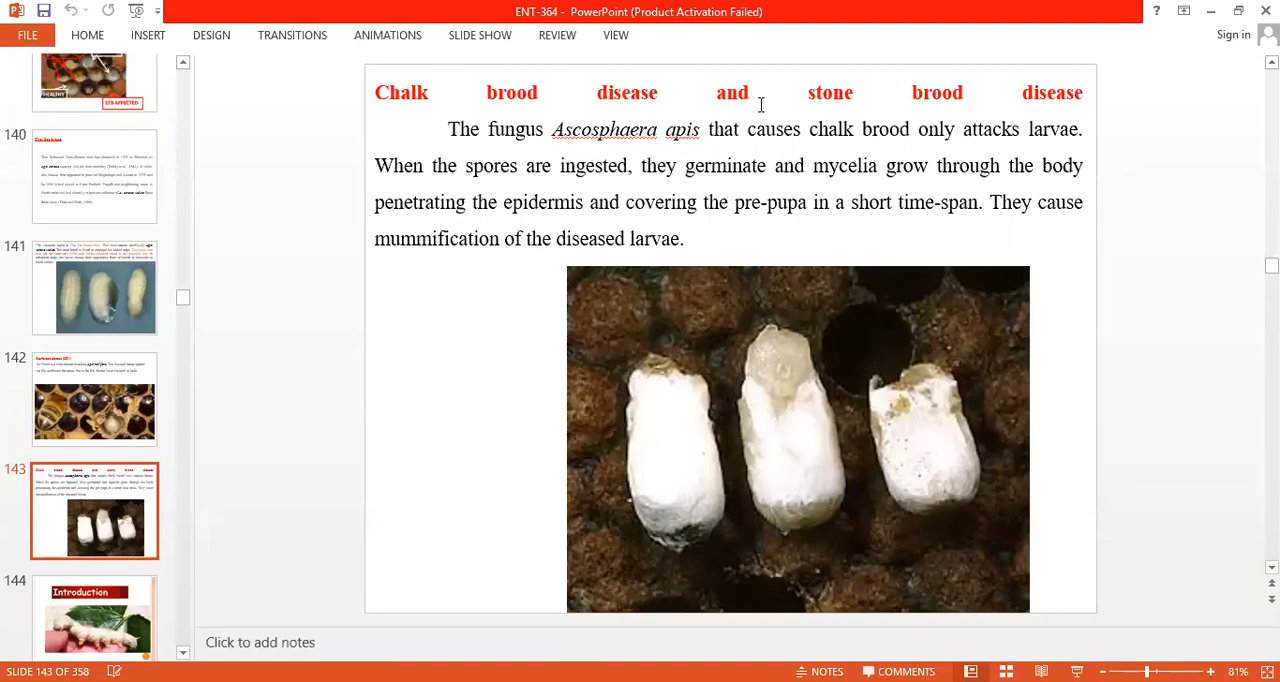 ENT-364 - PowerPoint (Product Activation Failed)
FILE HOME INSERT DESIGN TRANSITIONS ANIMATIONS SLIDE SHOW REVIEW VIEW
Sign in
HEALTHY
EFB AFFECTED
140
141
142
143
144
Introduction
Chalk brood disease and stone brood disease
The fungus Ascosphaera apis that causes chalk brood only attacks larvae.
When the spores are ingested, they germinate and mycelia grow through the body
penetrating the epidermis and covering the pre-pupa in a short time-span. They cause
mummification of the diseased larvae.
Click to add notes
SLIDE 143 OF 358
NOTES COMMENTS 81%